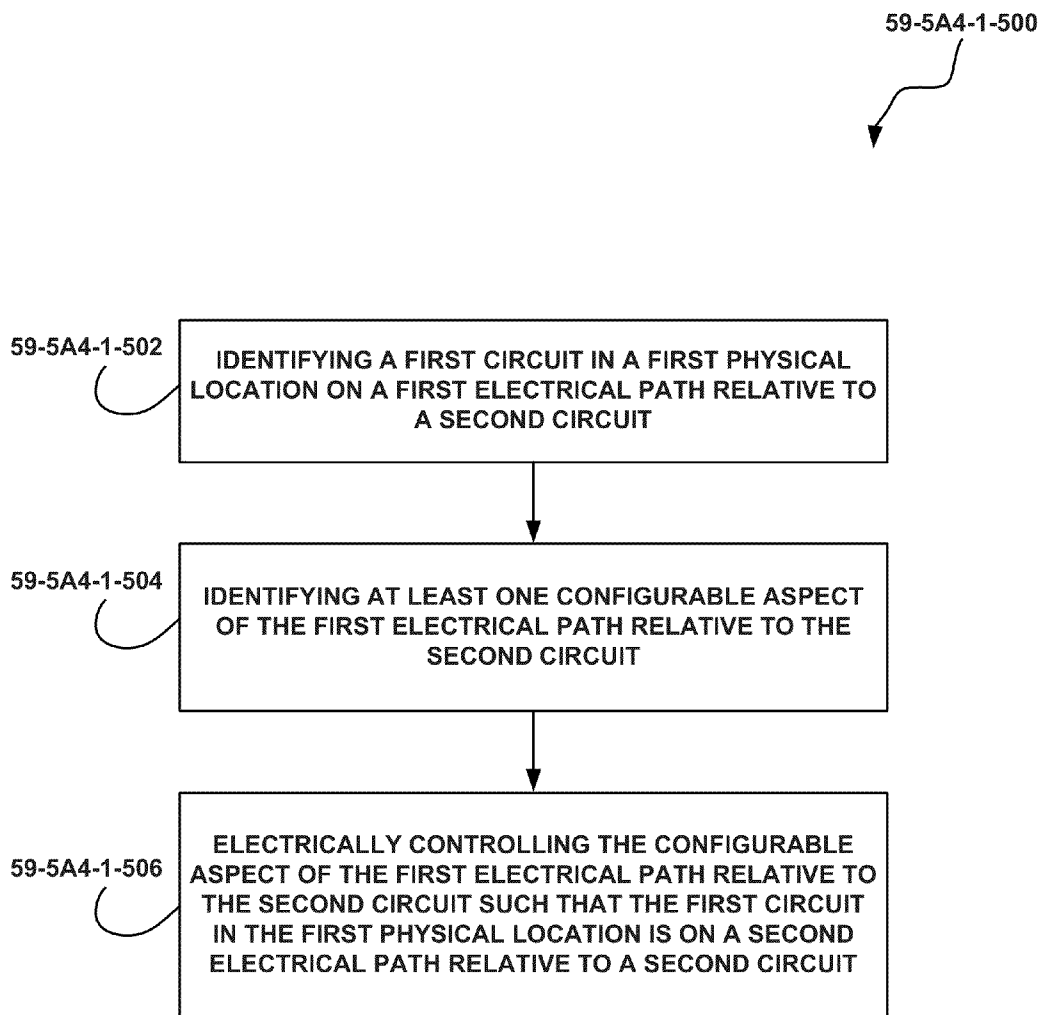 59-5A4-1-500
59-5A4-1-502
IDENTIFYING A FIRST CIRCUIT IN A FIRST PHYSICAL
LOCATION ON A FIRST ELECTRICAL PATH RELATIVE TO
A SECOND CIRCUIT
59-5A4-1-504
IDENTIFYING AT LEAST ONE CONFIGURABLE ASPECT
OF THE FIRST ELECTRICAL PATH RELATIVE TO THE
SECOND CIRCUIT
59-5A4-1-506
ELECTRICALLY CONTROLLING THE CONFIGURABLE
ASPECT OF THE FIRST ELECTRICAL PATH RELATIVE TO
THE SECOND CIRCUIT SUCH THAT THE FIRST CIRCUIT
IN THE FIRST PHYSICAL LOCATION IS ON A SECOND
ELECTRICAL PATH RELATIVE TO A SECOND CIRCUIT